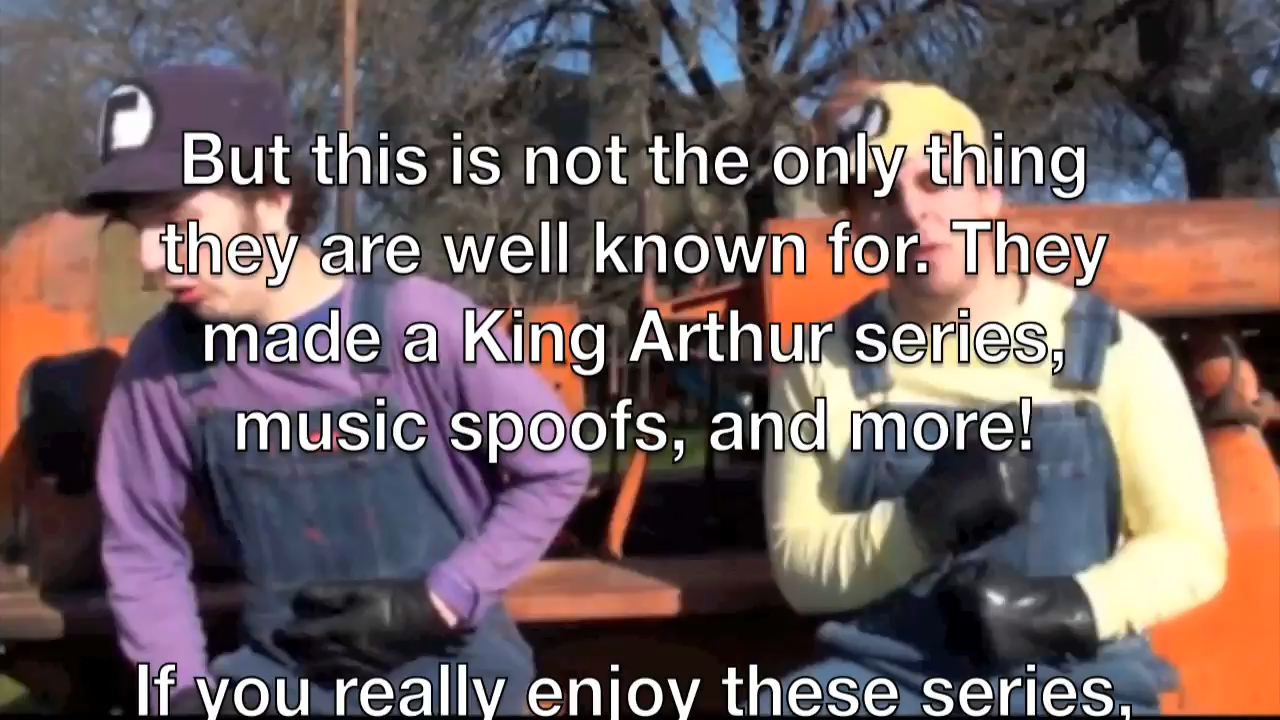 But this is not the only thing
they are well known for. They
made a King Arthur series,
music spoofs, and more!
If you really enjoy these series,